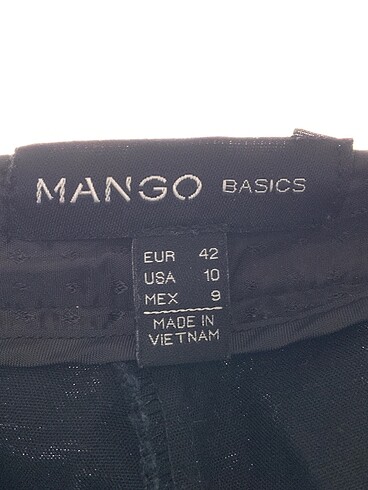 MANGO BASICS
EUR 42
USA 10
MEX 9
MADE IN
VIETNAM